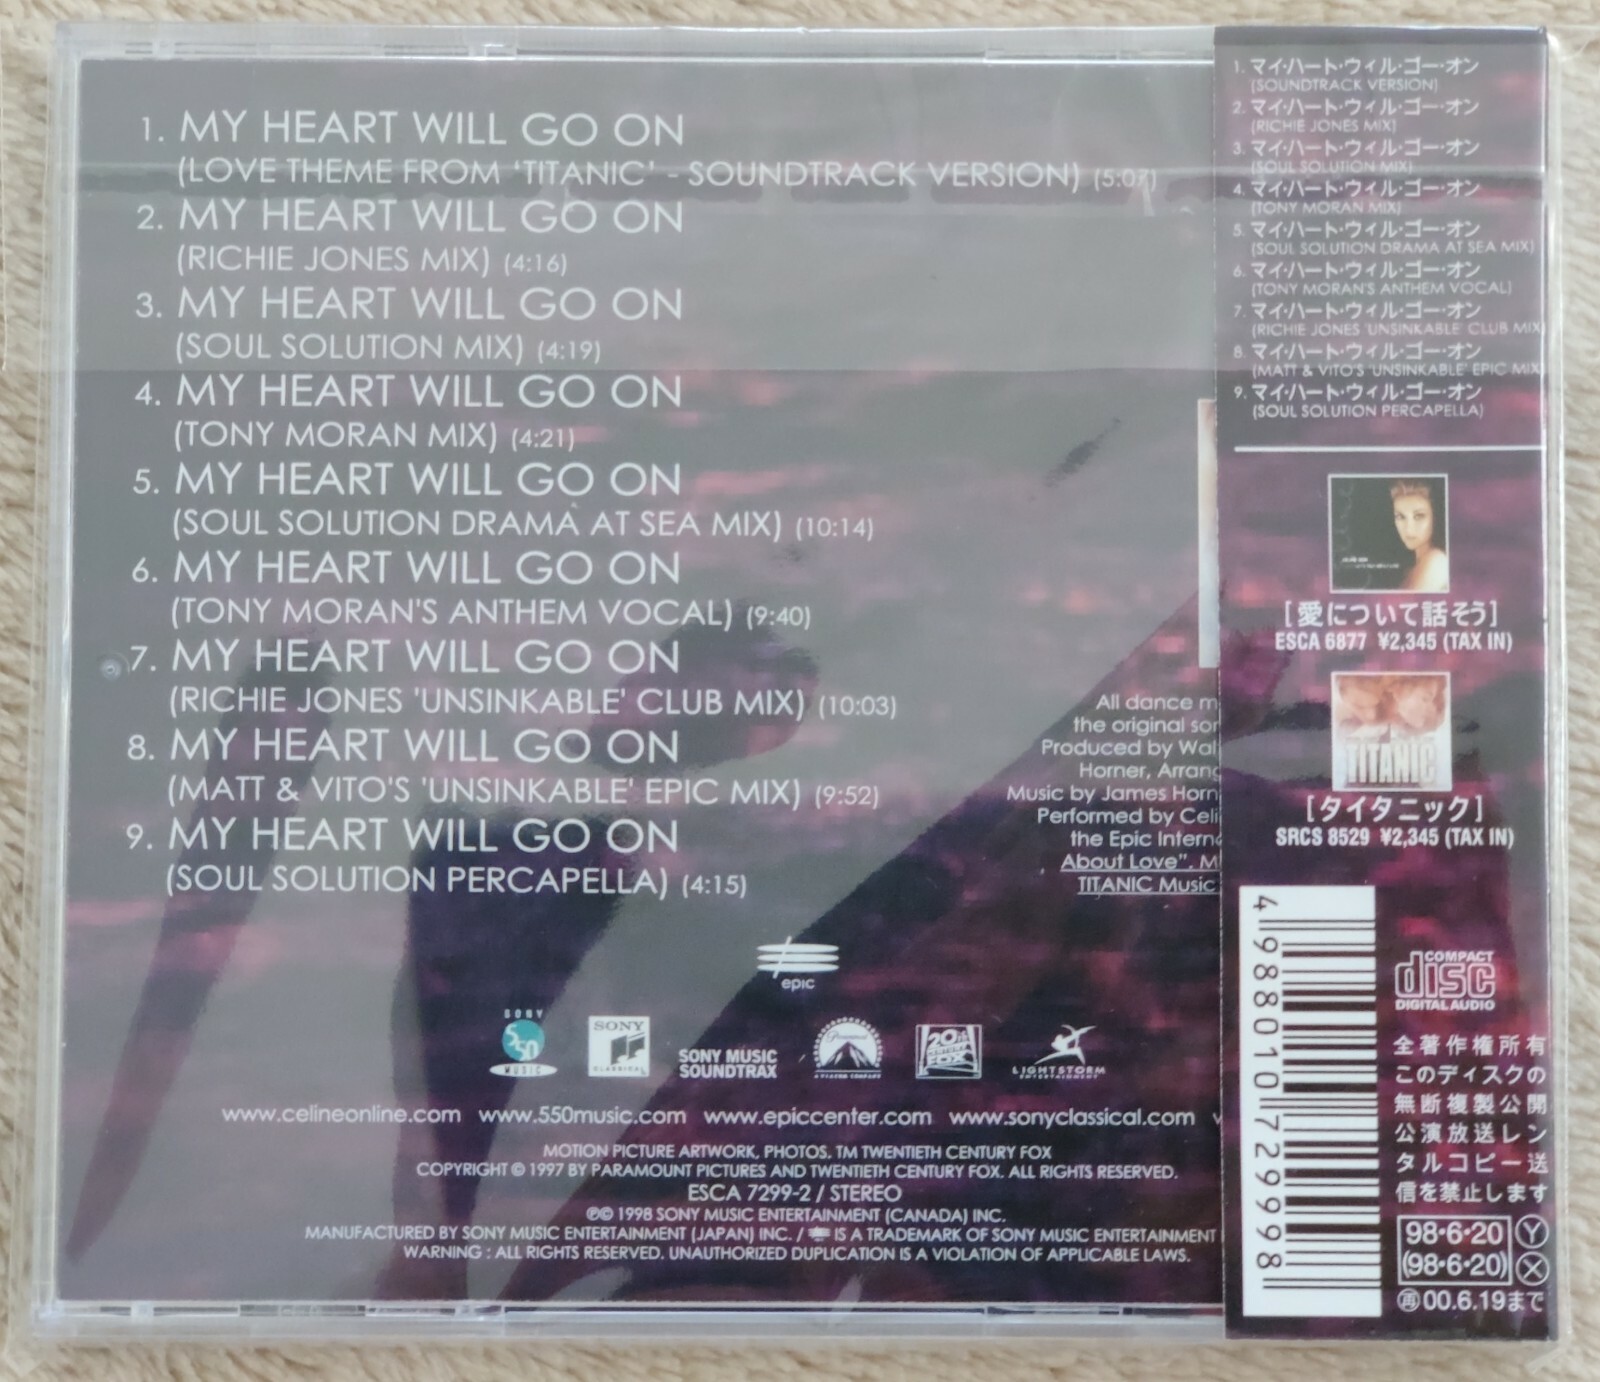 1. MY HEART WILL GO ON
(LOVE THEME FROM 'TITANIC' - SOUNDTRACK VERSION) (5:07)
2. MY HEART WILL GO ON
(RICHIE JONES MIX) (4:16)
3. MY HEART WILL GO ON
(SOUL SOLUTION MIX) (4:19)
4. MY HEART WILL GO ON
(TONY MORAN MIX) (4:21)
5. MY HEART WILL GO ON
(SOUL SOLUTION DRAMA AT SEA MIX) (10:14)
6. MY HEART WILL GO ON
(TONY MORAN'S ANTHEM VOCAL) (9:40)
7. MY HEART WILL GO ON
(RICHIE JONES 'UNSINKABLE' CLUB MIX) (10:03)
8. MY HEART WILL GO ON
(MATT & VITO'S 'UNSINKABLE' EPIC MIX) (9:52)
9. MY HEART WILL GO ON
(SOUL SOLUTION PERCAPELLA) (4:15)
All dance m
the original son
Produced by Wal
Horner, Arrang
Music by James Horn
Performed by Celi
the Epic Interna
About Love". M
TITANIC Music
epic
SONY
550
MUSIC
SONY
CLASSICAL
SONY MUSIC
SOUNDTRAX
Paramount
A VIACOM COMPANY
20th
CENTURY
FOX
LIGHTSTORM
ENTERTAINMENT
www.celineonline.com www.550music.com www.epiccenter.com www.sonyclassical.com
MOTION PICTURE ARTWORK, PHOTOS, TM TWENTIETH CENTURY FOX
COPYRIGHT © 1997 BY PARAMOUNT PICTURES AND TWENTIETH CENTURY FOX. ALL RIGHTS RESERVED.
ESCA 7299-2 / STEREO
℗© 1998 SONY MUSIC ENTERTAINMENT (CANADA) INC.
MANUFACTURED BY SONY MUSIC ENTERTAINMENT (JAPAN) INC. / IS A TRADEMARK OF SONY MUSIC ENTERTAINMENT
WARNING : ALL RIGHTS RESERVED. UNAUTHORIZED DUPLICATION IS A VIOLATION OF APPLICABLE LAWS.
1. マイ・ハート・ウィル・ゴー・オン
(SOUNDTRACK VERSION)
2. マイ・ハート・ウィル・ゴー・オン
(RICHIE JONES MIX)
3. マイ・ハート・ウィル・ゴー・オン
(SOUL SOLUTION MIX)
4. マイ・ハート・ウィル・ゴー・オン
(TONY MORAN MIX)
5. マイ・ハート・ウィル・ゴー・オン
(SOUL SOLUTION DRAMA AT SEA MIX)
6. マイ・ハート・ウィル・ゴー・オン
(TONY MORAN'S ANTHEM VOCAL)
7. マイ・ハート・ウィル・ゴー・オン
(RICHIE JONES 'UNSINKABLE' CLUB MIX)
8. マイ・ハート・ウィル・ゴー・オン
(MATT & VITO'S 'UNSINKABLE' EPIC MIX)
9. マイ・ハート・ウィル・ゴー・オン
(SOUL SOLUTION PERCAPELLA)
[愛について話そう]
ESCA 6877 ¥2,345 (TAX IN)
TITANIC
[タイタニック]
SRCS 8529 ¥2,345 (TAX IN)
4988010729998
COMPACT
disc
DIGITAL AUDIO
全著作権所有
このディスクの
無断複製公開
公演放送レン
タルコピー送
信を禁止します
98・6・20 Y
(98・6・20) X
再00.6.19まで